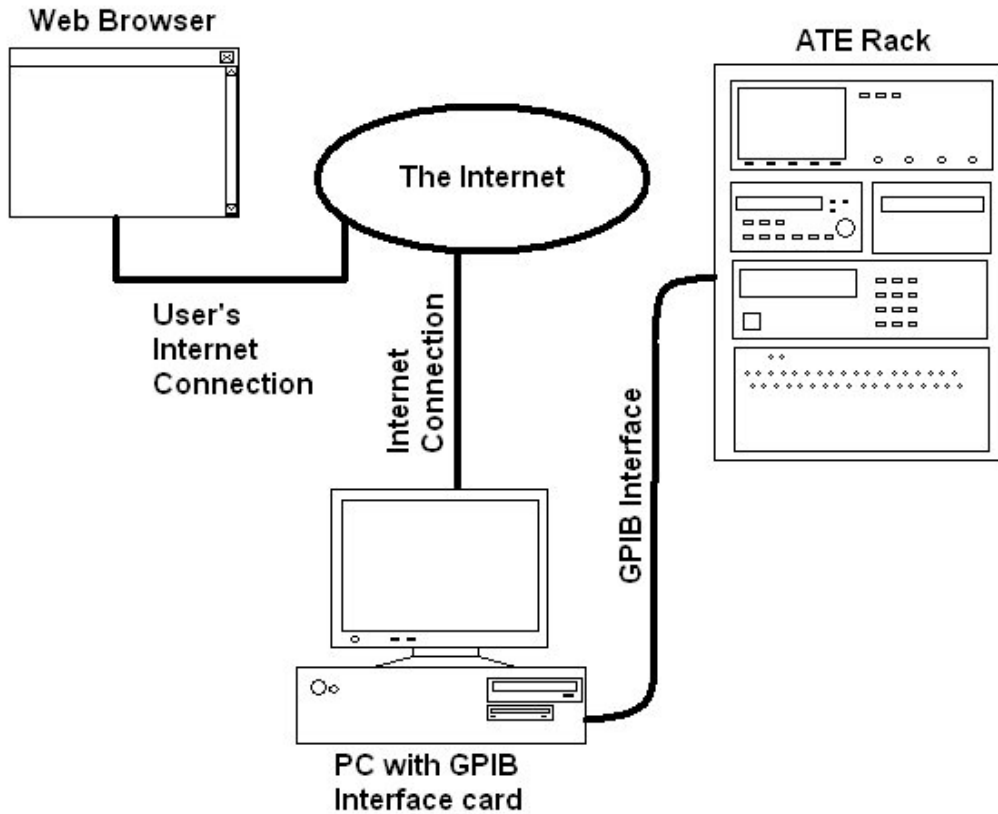 Web Browser
ATE Rack
The Internet
User's
Internet
Connection
Internet
Connection
GPIB Interface
PC with GPIB
Interface card